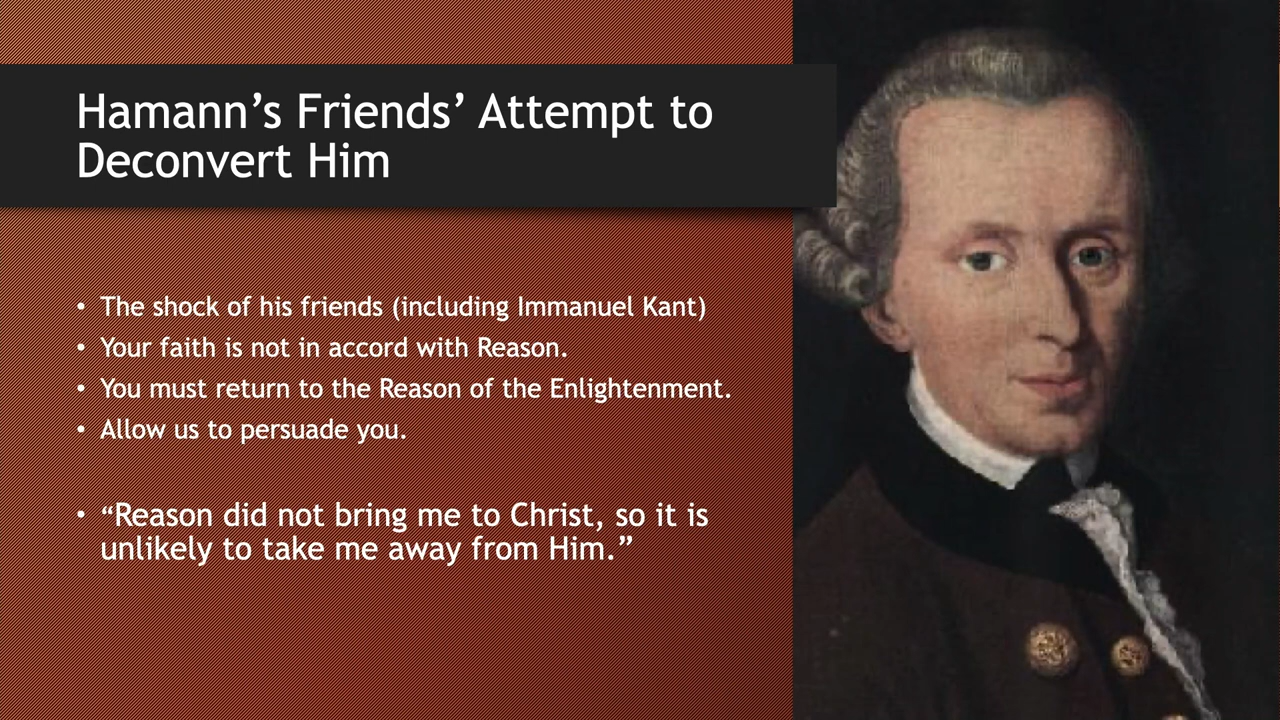 Hamann’s Friends’ Attempt to
Deconvert Him
• The shock of his friends (including Immanuel Kant)
• Your faith is not in accord with Reason.
• You must return to the Reason of the Enlightenment.
• Allow us to persuade you.
• “Reason did not bring me to Christ, so it is
unlikely to take me away from Him.”